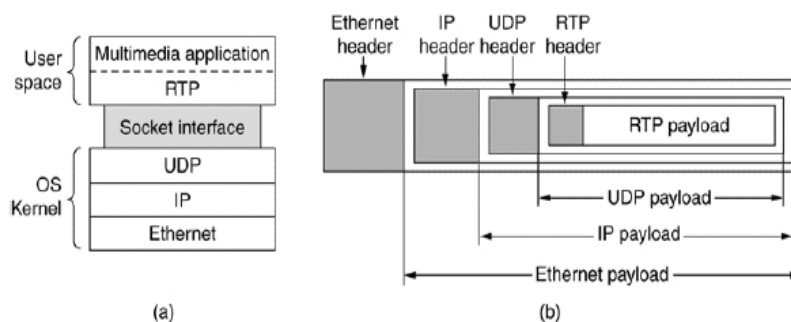 User space
Multimedia application
RTP
Socket interface
OS Kernel
UDP
IP
Ethernet
(a)
Ethernet header
IP header
UDP header
RTP header
RTP payload
UDP payload
IP payload
Ethernet payload
(b)